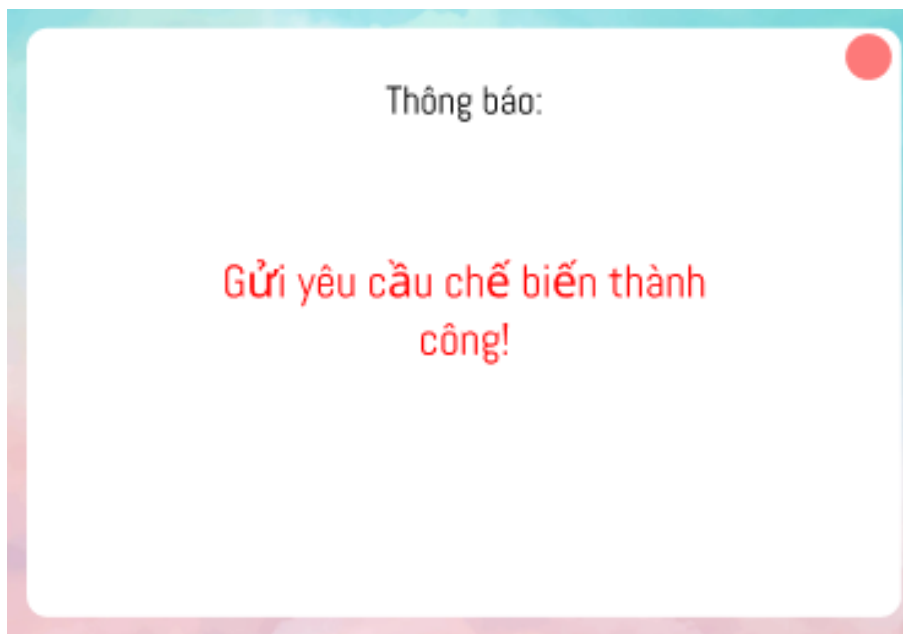 Thông báo:
Gửi yêu cầu chế biến thành
công!